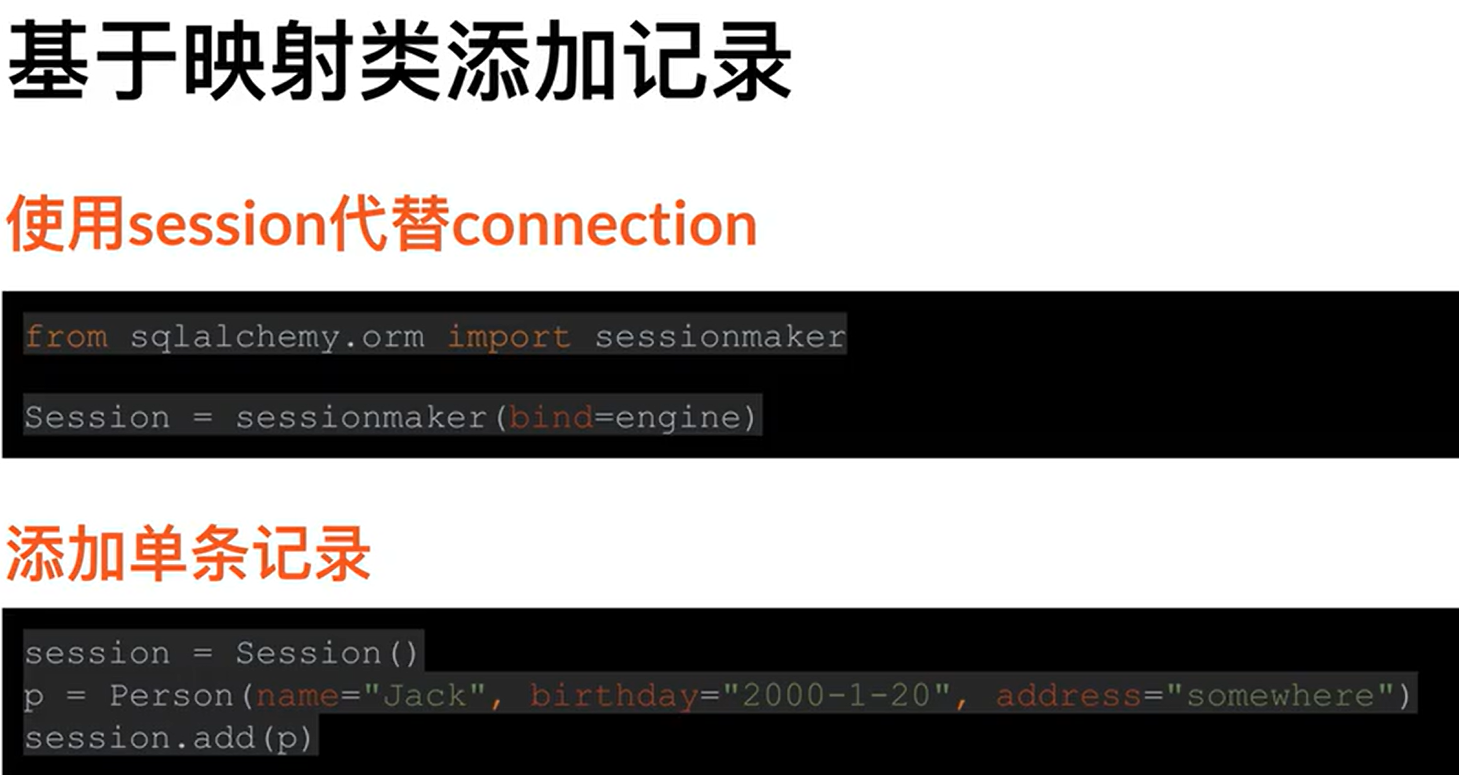 基于映射类添加记录
使用session代替connection
from sqlalchemy.orm import sessionmaker
Session = sessionmaker(bind=engine)
添加单条记录
session = Session()
p = Person(name="Jack", birthday="2000-1-20", address="somewhere")
session.add(p)